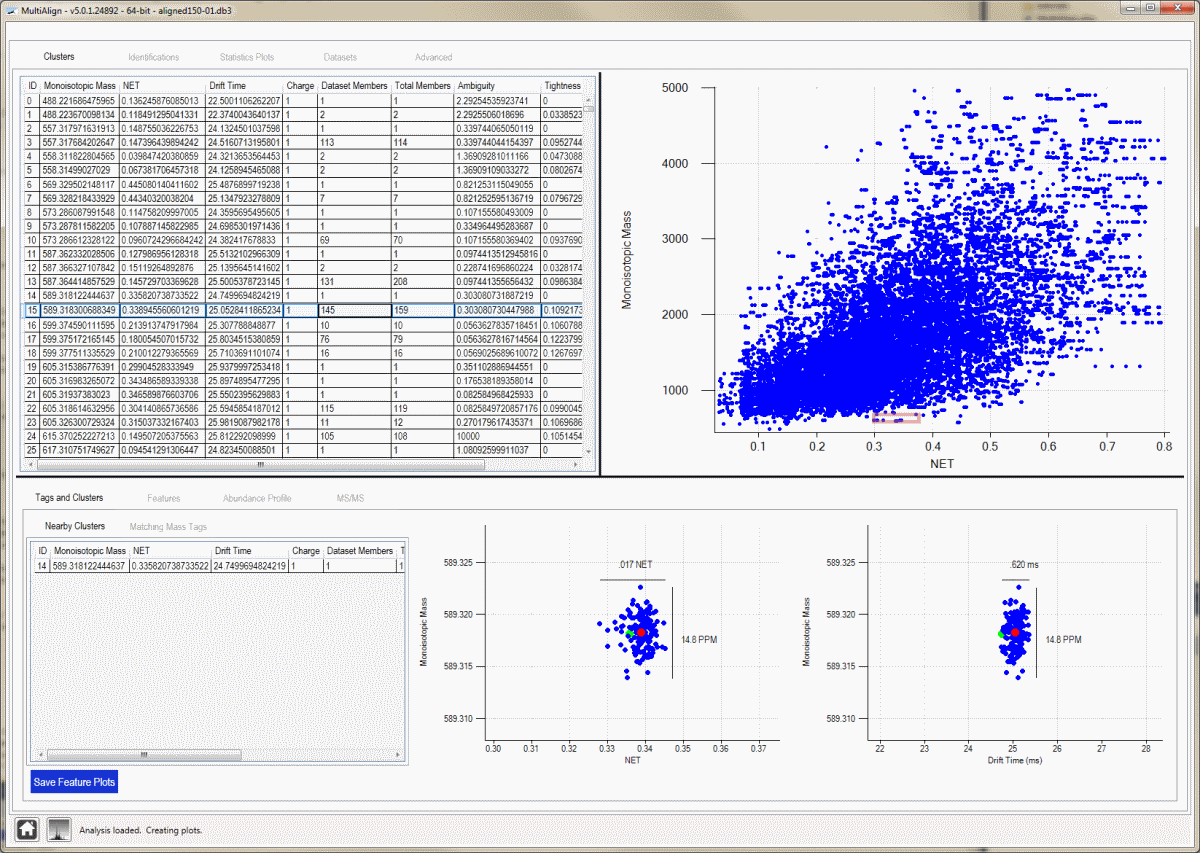 MultiAlign - v5.0.1.24892 - 64-bit - aligned150-01.db3
Clusters Identifications Statistics Plots Datasets Advanced
ID Monoisotopic Mass NET Drift Time Charge Dataset Members Total Members Ambiguity Tightness
0 488.221686475965 0.136245876085013 22.5001106262207 1 1 1 2.29254535923741 0
1 488.223670098134 0.118491295041331 22.3740043640137 1 2 2 2.2925506018696 0.0338523
2 557.317971631913 0.148755036226753 24.1324501037598 1 1 1 0.339744065050119 0
3 557.317684202647 0.147396439894242 24.5160713195801 1 113 114 0.339744044154397 0.0952744
4 558.311822804565 0.03984742038085​9 24.3213653564453 1 2 2 1.36909281011166 0.0473088
5 558.31499027029 0.067381706457318 24.1258945465088 1 2 2 1.36909109033272 0.0802674
6 569.329502148117 0.445080140411602 25.4876899719238 1 1 1 0.821253115049055 0
7 569.328218433929 0.44340320038204 25.1347923278809 1 7 7 0.821252595136719 0.0796729
8 573.286087991548 0.114758209997005 24.3595695495605 1 1 1 0.107155580493009 0
9 573.287811582205 0.107887145822985 24.6985301971436 1 1 1 0.334964495283687 0
10 573.286612328122 0.0960724296684242 24.382417678833 1 69 70 0.107155580369402 0.0937690
11 587.362332028506 0.127986956128318 25.5132102966309 1 1 1 0.0974413512945816 0
12 587.366327107842 0.15119264892876 25.1395645141602 1 2 2 0.228741696860224 0.0328174
13 587.364414857529 0.145729703369628 25.5005378723145 1 131 208 0.09744135565​6432 0.0986384
14 589.318122444637 0.335820738733522 24.7499694824219 1 1 1 0.303080731887219 0
15 589.318300688349 0.338945560601219 25.0528411865234 1 145 159 0.303080730447988 0.1092173
16 599.374590111595 0.213913747917984 25.307788848877 1 10 10 0.0563627835718451 0.1060788
17 599.375172165145 0.180054507015732 25.8034515380859 1 76 79 0.0563627816714564 0.1223799
18 599.377511335529 0.210012279365569 25.7103691101074 1 16 16 0.0569025689610072 0.1267697
19 605.315386776391 0.29904528333949 25.9379997253418 1 1 1 0.351102886944551 0
20 605.316983265072 0.343486589339338 25.8974895477295 1 1 1 0.176538189358014 0
21 605.31937383023 0.346589876603706 25.5502395629883 1 1 1 0.082584968425933 0
22 605.318614632956 0.304140865736586 25.5945854187012 1 115 119 0.0825849720857176 0.0990045
23 605.326300729324 0.315037332167403 25.9819087982178 1 11 12 0.270179617435371 0.1069686
24 615.370252227213 0.149507205375563 25.812292098999 1 105 108 10000 0.1051454
25 617.310751749627 0.094541291306447 24.823450088501 1 1 1 1.08092599911037 0
5000
4000
3000
2000
1000
Monoisotopic Mass
0.1 0.2 0.3 0.4 0.5 0.6 0.7 0.8
NET
Tags and Clusters Features Abundance Profile MS/MS
Nearby Clusters Matching Mass Tags
ID Monoisotopic Mass NET Drift Time Charge Dataset Members T
14 589.318122444637 0.335820738733522 24.7499694824219 1 1 1
Save Feature Plots
589.325
589.320
589.315
589.310
Monoisotopic Mass
.017 NET
14.8 PPM
0.30 0.31 0.32 0.33 0.34 0.35 0.36 0.37
NET
589.325
589.320
589.315
589.310
Monoisotopic Mass
.620 ms
14.8 PPM
22 23 24 25 26 27 28
Drift Time (ms)
Analysis loaded. Creating plots.